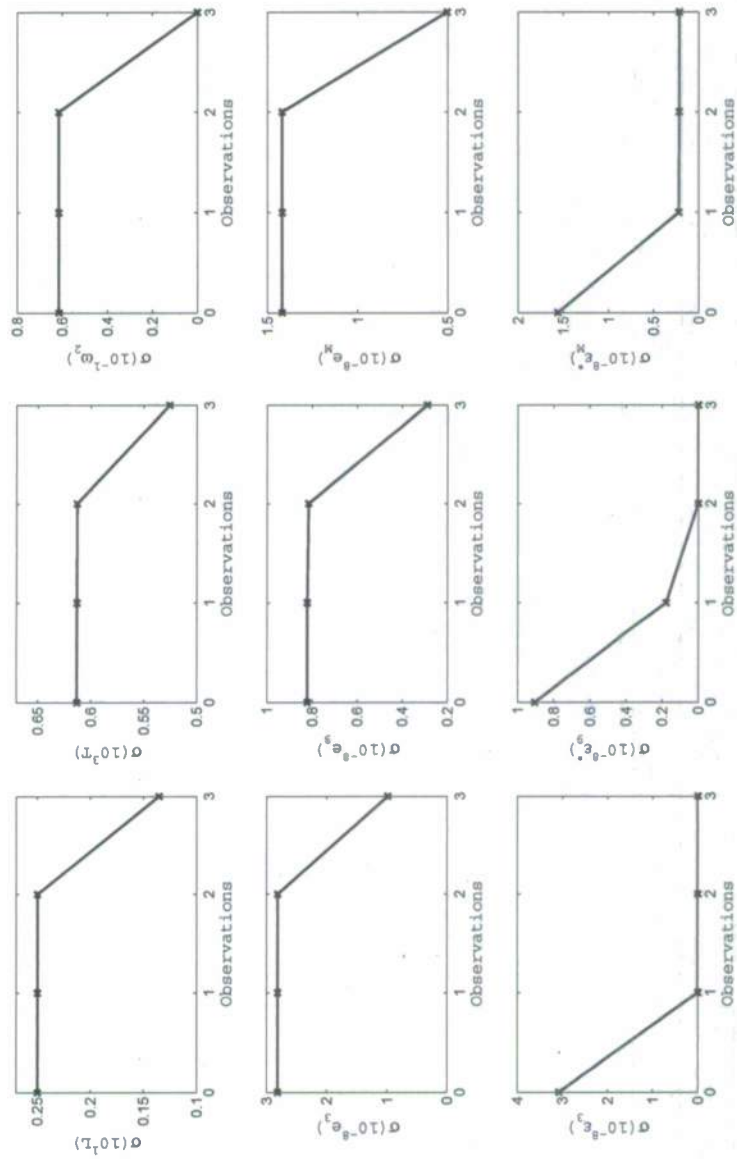 σ(10¹L)
0.25
0.15
0.1
0 1 2 3
Observations
σ(10³T)
0.65
0.6
0.55
0.5
0 1 2 3
Observations
σ(10⁻¹ω₂)
0.8
0.6
0.4
0.2
0
0 1 2 3
Observations
σ(10⁻⁸e₃)
3
2
1
0
0 1 2 3
Observations
σ(10⁻⁸e₉)
1
0.8
0.6
0.4
0.2
0 1 2 3
Observations
σ(10⁻⁸e_M)
1.5
1
0.5
0 1 2 3
Observations
σ(10⁻⁸ε₃)
4
3
2
1
0
0 1 2 3
Observations
σ(10⁻⁸ε₉*)
1
0.8
0.6
0.4
0.2
0
0 1 2 3
Observations
σ(10⁻⁸ε_M*)
2
1.5
1
0.5
0
0 1 2 3
Observations